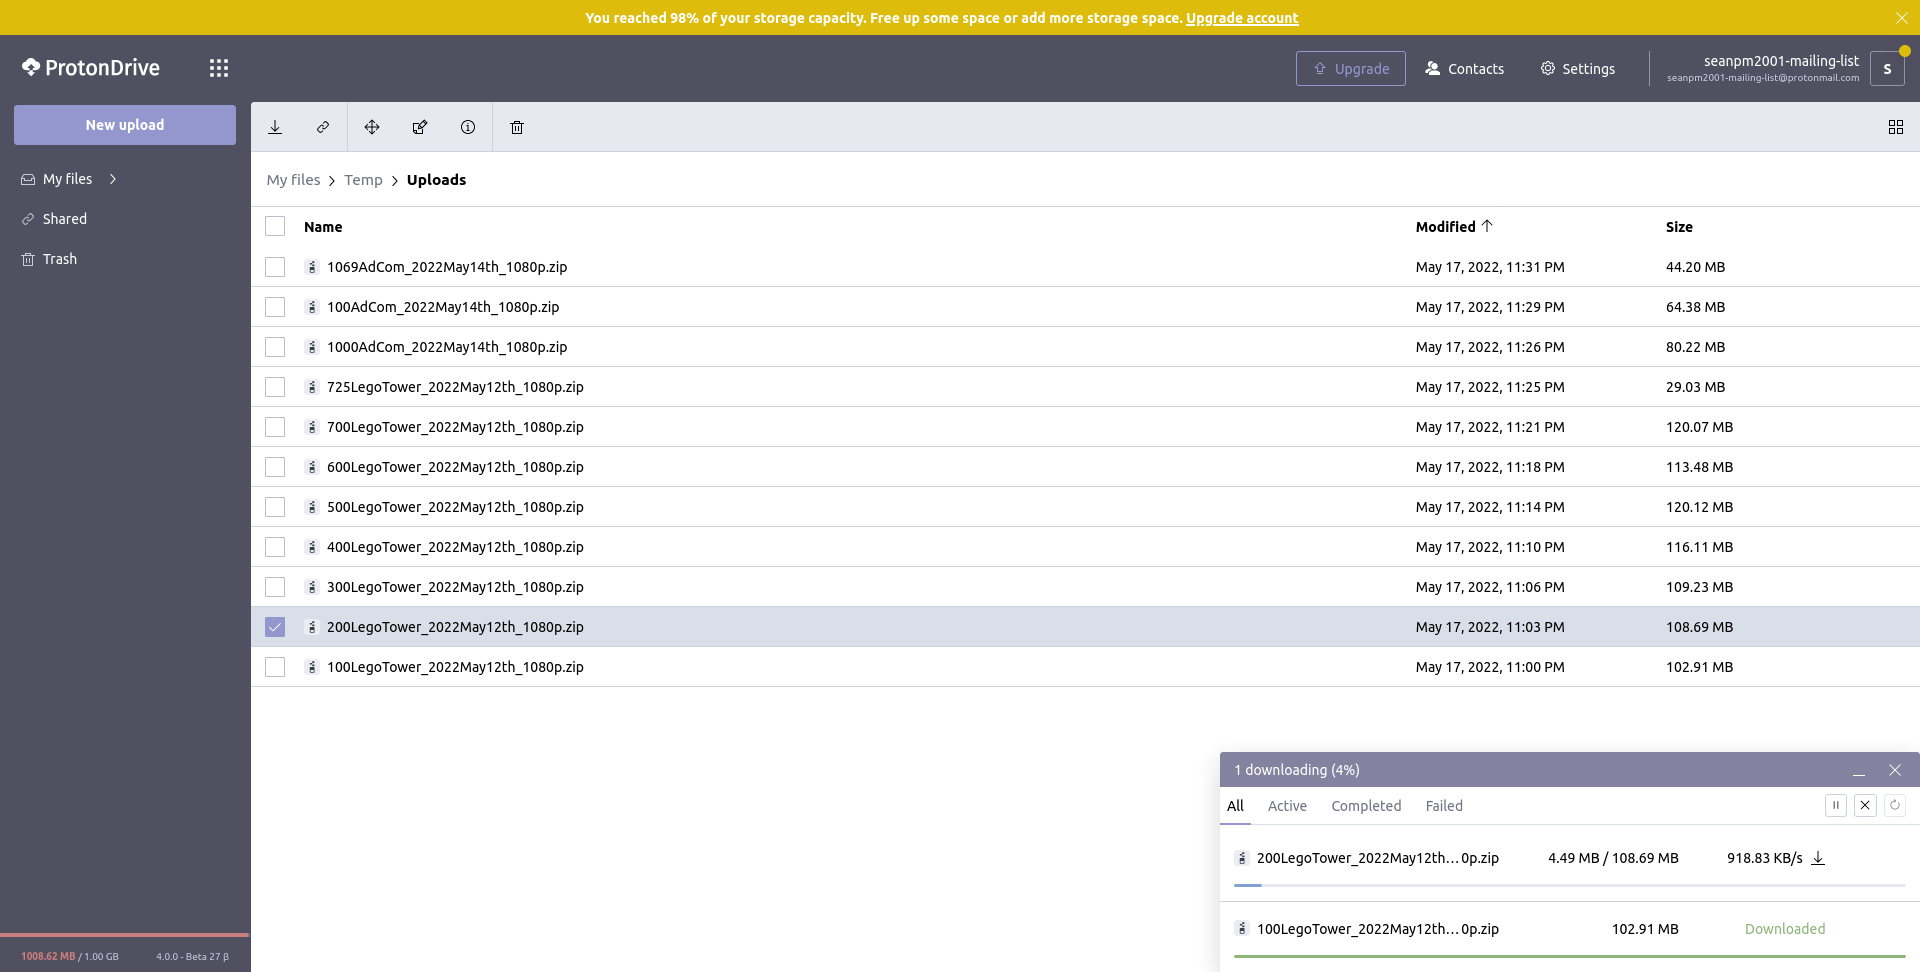 You reached 98% of your storage capacity. Free up some space or add more storage space. Upgrade account
ProtonDrive
Upgrade
Contacts
Settings
seanpm2001-mailing-list
seanpm2001-mailing-list@protonmail.com
S
New upload
My files
Shared
Trash
My files > Temp > Uploads
Name Modified Size
1069AdCom_2022May14th_1080p.zip May 17, 2022, 11:31 PM 44.20 MB
100AdCom_2022May14th_1080p.zip May 17, 2022, 11:29 PM 64.38 MB
1000AdCom_2022May14th_1080p.zip May 17, 2022, 11:26 PM 80.22 MB
725LegoTower_2022May12th_1080p.zip May 17, 2022, 11:25 PM 29.03 MB
700LegoTower_2022May12th_1080p.zip May 17, 2022, 11:21 PM 120.07 MB
600LegoTower_2022May12th_1080p.zip May 17, 2022, 11:18 PM 113.48 MB
500LegoTower_2022May12th_1080p.zip May 17, 2022, 11:14 PM 120.12 MB
400LegoTower_2022May12th_1080p.zip May 17, 2022, 11:10 PM 116.11 MB
300LegoTower_2022May12th_1080p.zip May 17, 2022, 11:06 PM 109.23 MB
200LegoTower_2022May12th_1080p.zip May 17, 2022, 11:03 PM 108.69 MB
100LegoTower_2022May12th_1080p.zip May 17, 2022, 11:00 PM 102.91 MB
1 downloading (4%)
All Active Completed Failed
200LegoTower_2022May12th... 0p.zip 4.49 MB / 108.69 MB 918.83 KB/s
100LegoTower_2022May12th... 0p.zip 102.91 MB Downloaded
1008.62 MB / 1.00 GB 4.0.0 - Beta 27 β